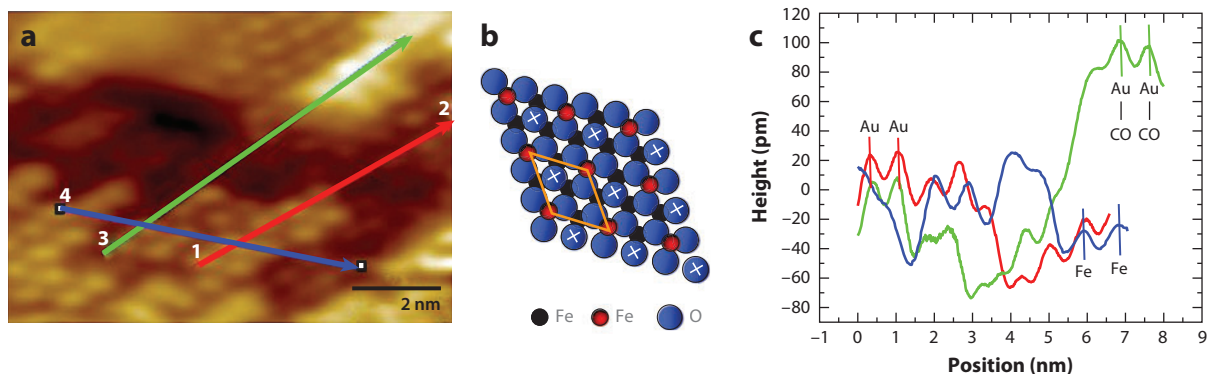 a
4
3
1
2
2 nm
b
Fe Fe O
c
Height (pm)
120
100
80
60
40
20
0
−20
−40
−60
−80
Au Au
Au Au
CO CO
Fe Fe
−1 0 1 2 3 4 5 6 7 8 9
Position (nm)